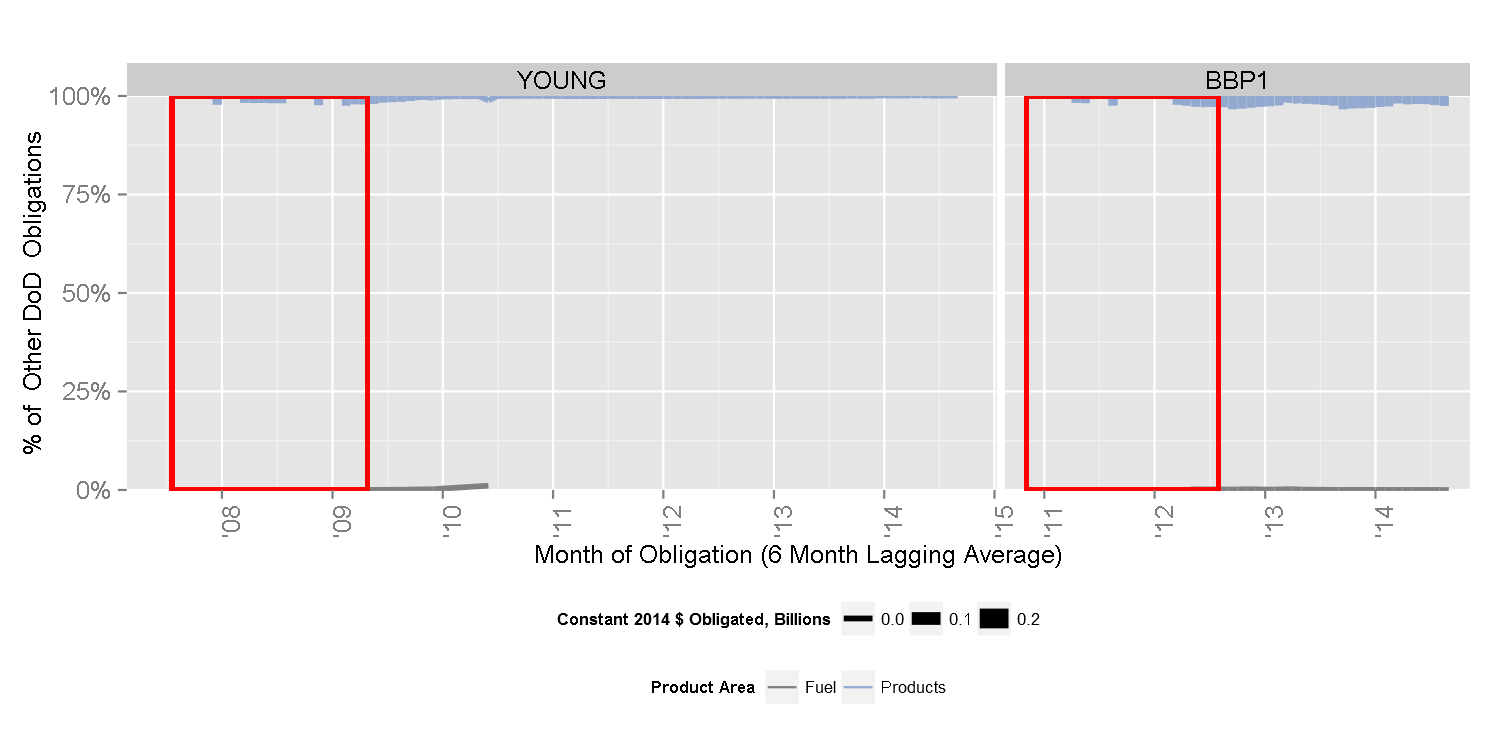 YOUNG
BBP1
% of  Other DoD  Obligations
100%
75%
50%
25%
0%
'08
'09
'10
'11
'12
'13
'14
'15
'11
'12
'13
'14
Month of Obligation (6 Month Lagging Average)
Constant 2014 $ Obligated, Billions 0.0 0.1 0.2
Product Area Fuel Products